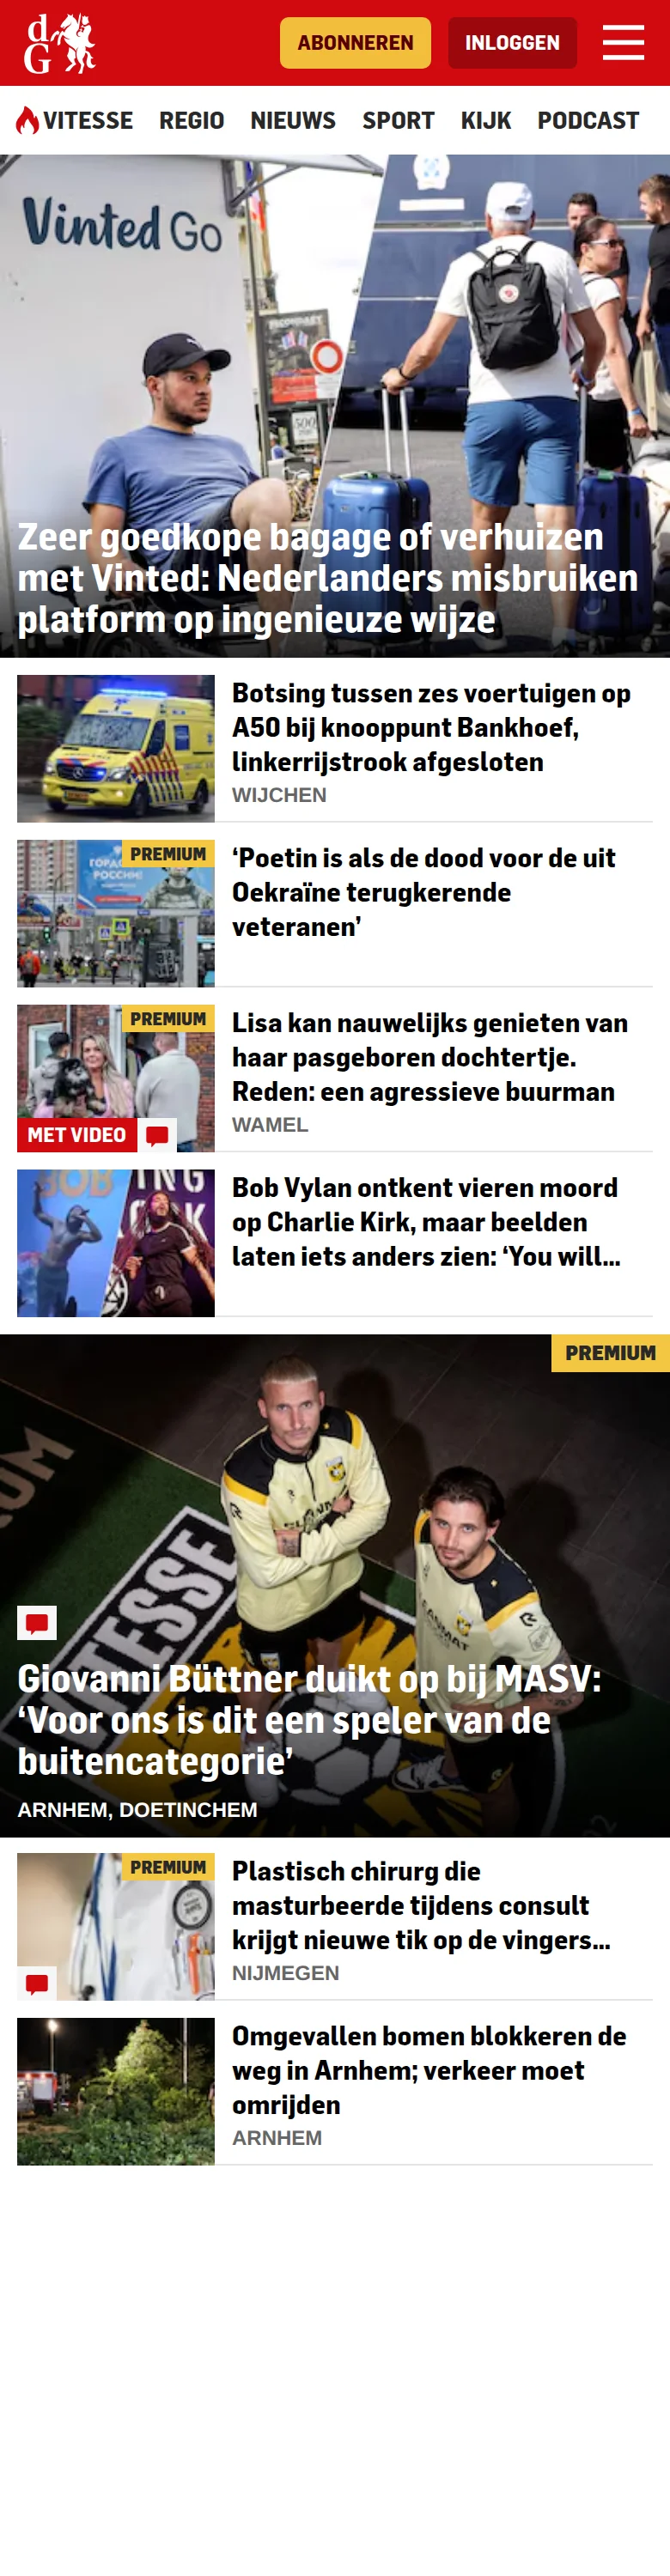 dG
ABONNEREN
INLOGGEN
VITESSE
REGIO
NIEUWS
SPORT
KIJK
PODCAST
Vinted Go
Zeer goedkope bagage of verhuizen
met Vinted: Nederlanders misbruiken
platform op ingenieuze wijze
Botsing tussen zes voertuigen op
A50 bij knooppunt Bankhoef,
linkerrijstrook afgesloten
WIJCHEN
PREMIUM
‘Poetin is als de dood voor de uit
Oekraïne terugkerende
veteranen’
PREMIUM
MET VIDEO
Lisa kan nauwelijks genieten van
haar pasgeboren dochtertje.
Reden: een agressieve buurman
WAMEL
BOB
Bob Vylan ontkent vieren moord
op Charlie Kirk, maar beelden
laten iets anders zien: ‘You will...
PREMIUM
VITESSE
Giovanni Büttner duikt op bij MASV:
‘Voor ons is dit een speler van de
buitencategorie’
ARNHEM, DOETINCHEM
PREMIUM
Plastisch chirurg die
masturbeerde tijdens consult
krijgt nieuwe tik op de vingers...
NIJMEGEN
Omgevallen bomen blokkeren de
weg in Arnhem; verkeer moet
omrijden
ARNHEM